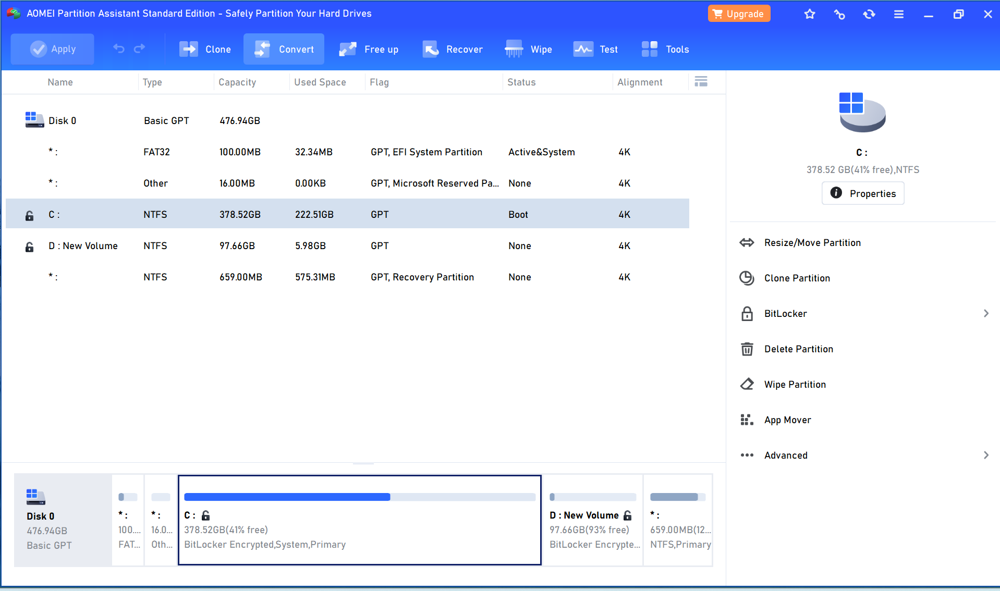 AOMEI Partition Assistant Standard Edition - Safely Partition Your Hard Drives
Upgrade
Apply Clone Convert Free up Recover Wipe Test Tools
Name Type Capacity Used Space Flag Status Alignment
Disk 0 Basic GPT 476.94GB
* : FAT32 100.00MB 32.34MB GPT, EFI System Partition Active&System 4K
* : Other 16.00MB 0.00KB GPT, Microsoft Reserved Pa... None 4K
C : NTFS 378.52GB 222.51GB GPT Boot 4K
D : New Volume NTFS 97.66GB 5.98GB GPT None 4K
* : NTFS 659.00MB 575.31MB GPT, Recovery Partition None 4K
C :
378.52 GB(41% free),NTFS
Properties
Resize/Move Partition
Clone Partition
BitLocker
Delete Partition
Wipe Partition
App Mover
Advanced
Disk 0
476.94GB
Basic GPT
* :
100....
FAT...
* :
16.0...
Oth...
C :
378.52GB(41% free)
BitLocker Encrypted,System,Primary
D : New Volume
97.66GB(93% free)
BitLocker Encrypte...
* :
659.00MB(12...
NTFS,Primary